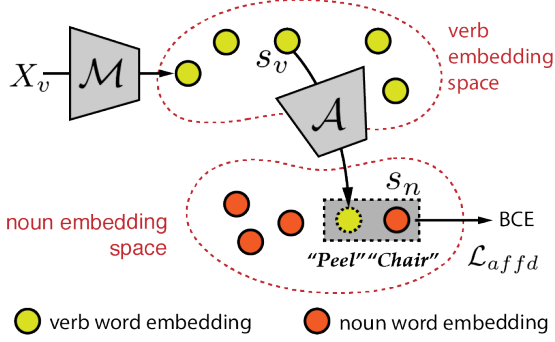 verb
embedding
space
X_v
M
s_v
A
s_n
noun embedding
space
BCE
"Peel" "Chair"
L_affd
verb word embedding
noun word embedding